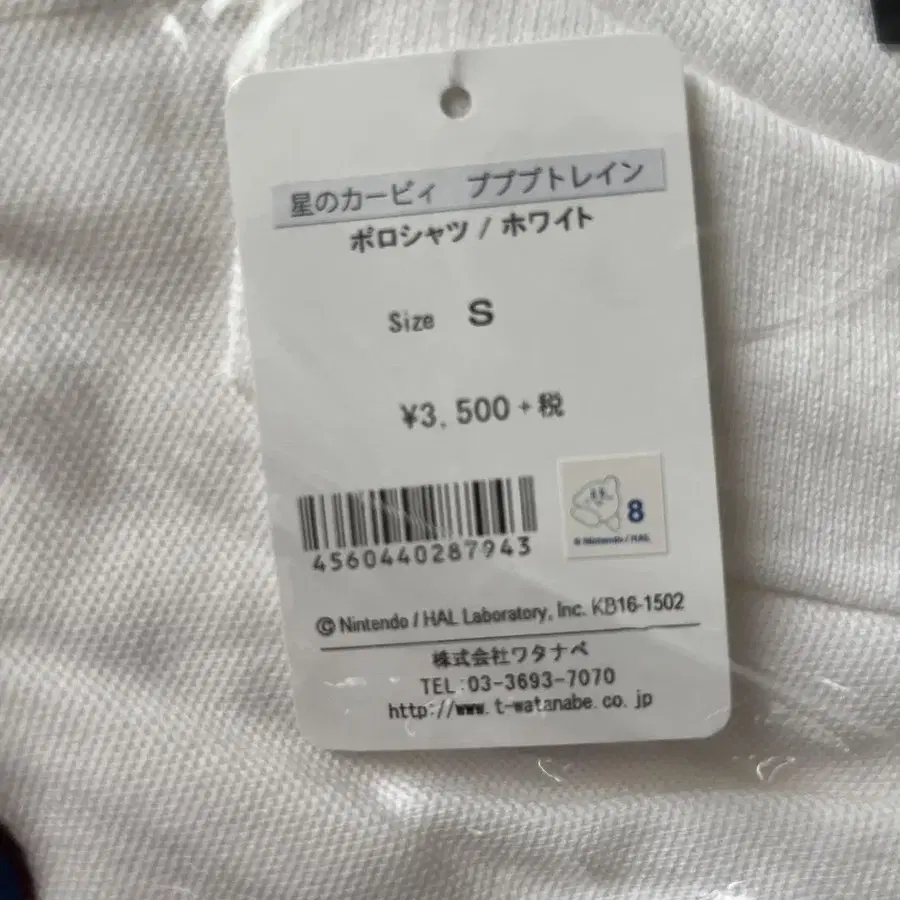 星のカービィ　プププトレイン
ポロシャツ / ホワイト
Size S
¥3,500+税
4560440287943
8
© Nintendo / HAL
© Nintendo / HAL Laboratory, Inc. KB16-1502
株式会社ワタナベ
TEL:03-3693-7070
http://www.t-watanabe.co.jp